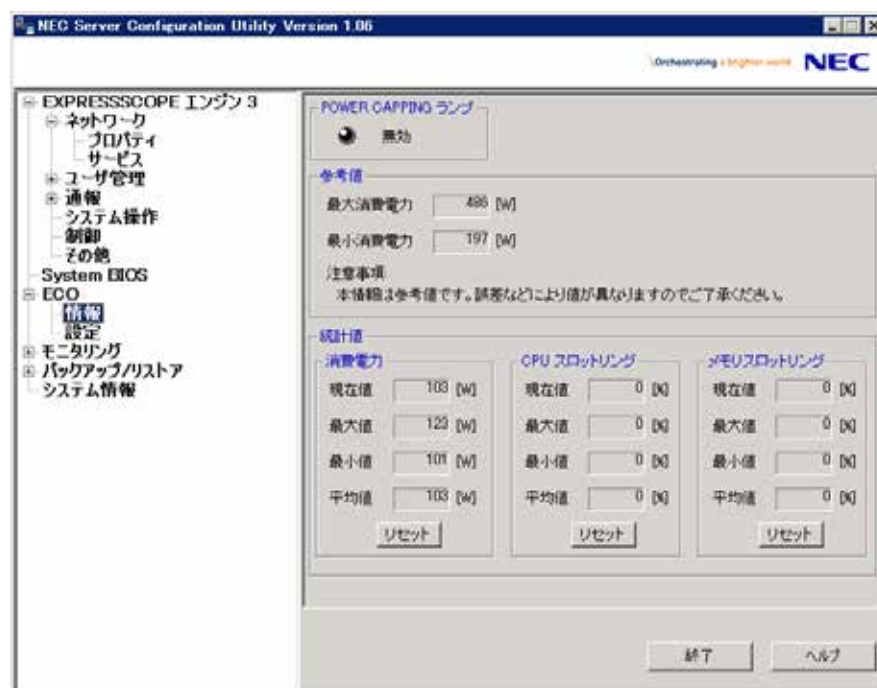 NEC Server Configuration Utility Version 1.06
Orchestrating a brighter world NEC
EXPRESSSCOPE エンジン 3
ネットワーク
プロパティ
サービス
ユーザ管理
通報
システム操作
制御
その他
System BIOS
ECO
情報
設定
モニタリング
バックアップ/リストア
システム情報
POWER CAPPING ランプ
無効
参考値
最大消費電力 486 [W]
最小消費電力 197 [W]
注意事項
本情報は参考値です。誤差などにより値が異なりますのでご了承ください。
統計値
消費電力
現在値 103 [W]
最大値 123 [W]
最小値 101 [W]
平均値 103 [W]
リセット
CPU スロットリング
現在値 0 [%]
最大値 0 [%]
最小値 0 [%]
平均値 0 [%]
リセット
メモリスロットリング
現在値 0 [%]
最大値 0 [%]
最小値 0 [%]
平均値 0 [%]
リセット
終了
ヘルプ